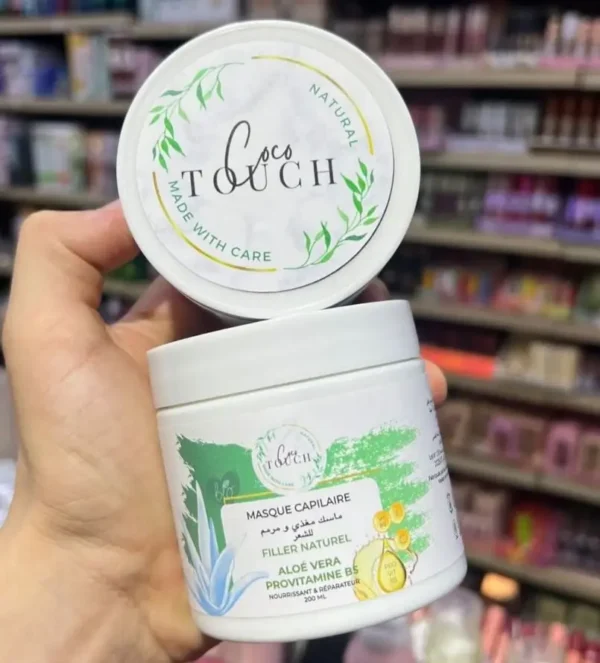 NATURAL
Coco
TOUCH
MADE WITH CARE
Coco
TOUCH
bio
MASQUE CAPILAIRE
ماسك مغذي و مرمم
للشعر
FILLER NATUREL
ALOÉ VERA
PROVITAMINE B5
NOURRISSANT & RÉPARATEUR
200 ML